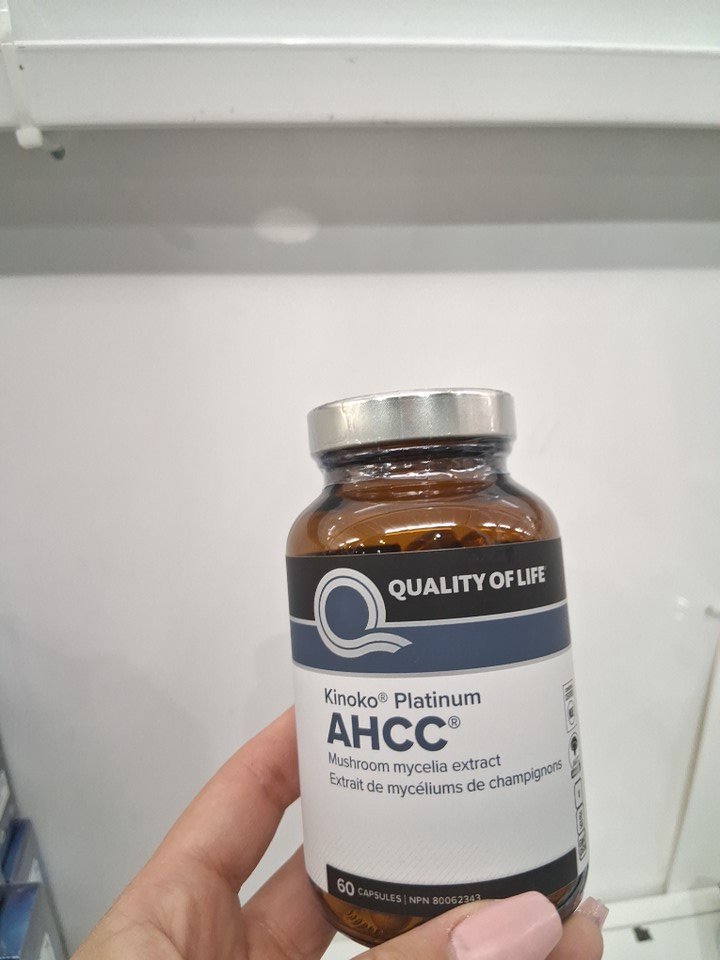 QUALITY OF LIFE
Kinoko® Platinum
AHCC®
Mushroom mycelia extract
Extrait de mycéliums de champignons
60 CAPSULES | NPN 80062343